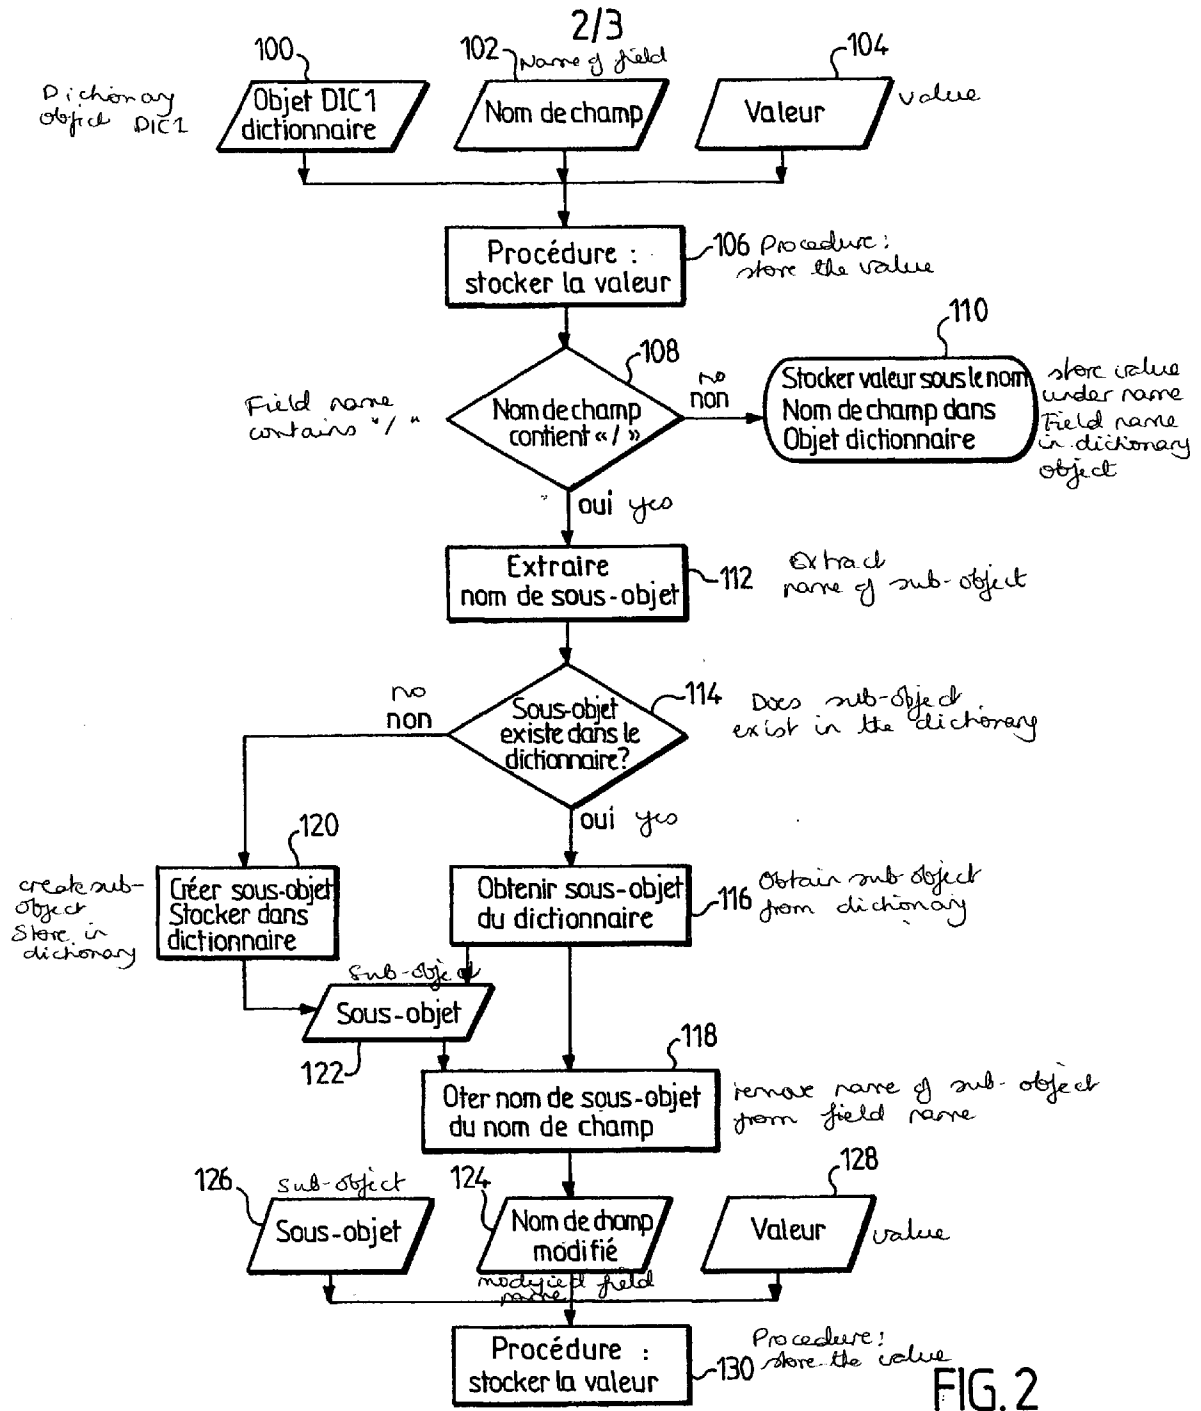 2/3
100
102
Name of field
104
Dictionary
object DIC1
Objet DIC1
dictionnaire
Nom de champ
Valeur
value
Procédure :
stocker la valeur
106 Procedure:
store the value
108
110
Field name
contains "/"
Nom de champ
contient «/»
no
non
Stocker valeur sous le nom
Nom de champ dans
Objet dictionnaire
store value
under name
Field name
in dictionary
object
oui yes
Extraire
nom de sous-objet
112
Extract
name of sub-object
no
non
114
Sous-objet
existe dans le
dictionnaire?
Does sub-object
exist in the dictionary
oui yes
120
create sub-
object
Store in
dictionary
Créer sous-objet
Stocker dans
dictionnaire
Obtenir sous-objet
du dictionnaire
116
Obtain sub object
from dictionary
sub-object
Sous-objet
122
118
Oter nom de sous-objet
du nom de champ
remove name of sub-object
from field name
126
sub-object
Sous-objet
124
Nom de champ
modifié
modified field
name
128
Valeur
value
Procédure :
stocker la valeur
130
Procedure:
store the value
FIG. 2